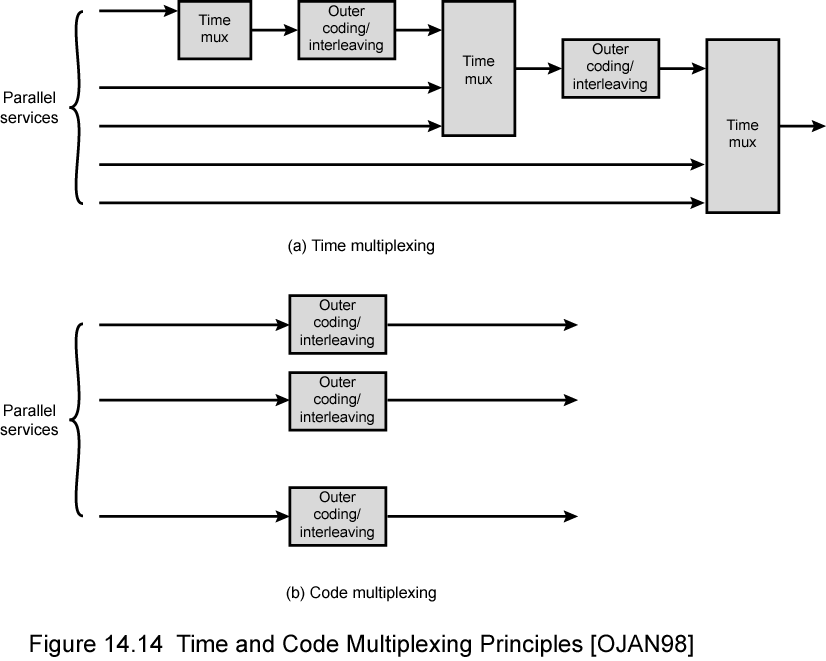 Time
mux
Outer
coding/
interleaving
Time
mux
Outer
coding/
interleaving
Time
mux
Parallel
services
(a) Time multiplexing
Outer
coding/
interleaving
Outer
coding/
interleaving
Parallel
services
Outer
coding/
interleaving
(b) Code multiplexing
Figure 14.14 Time and Code Multiplexing Principles [OJAN98]